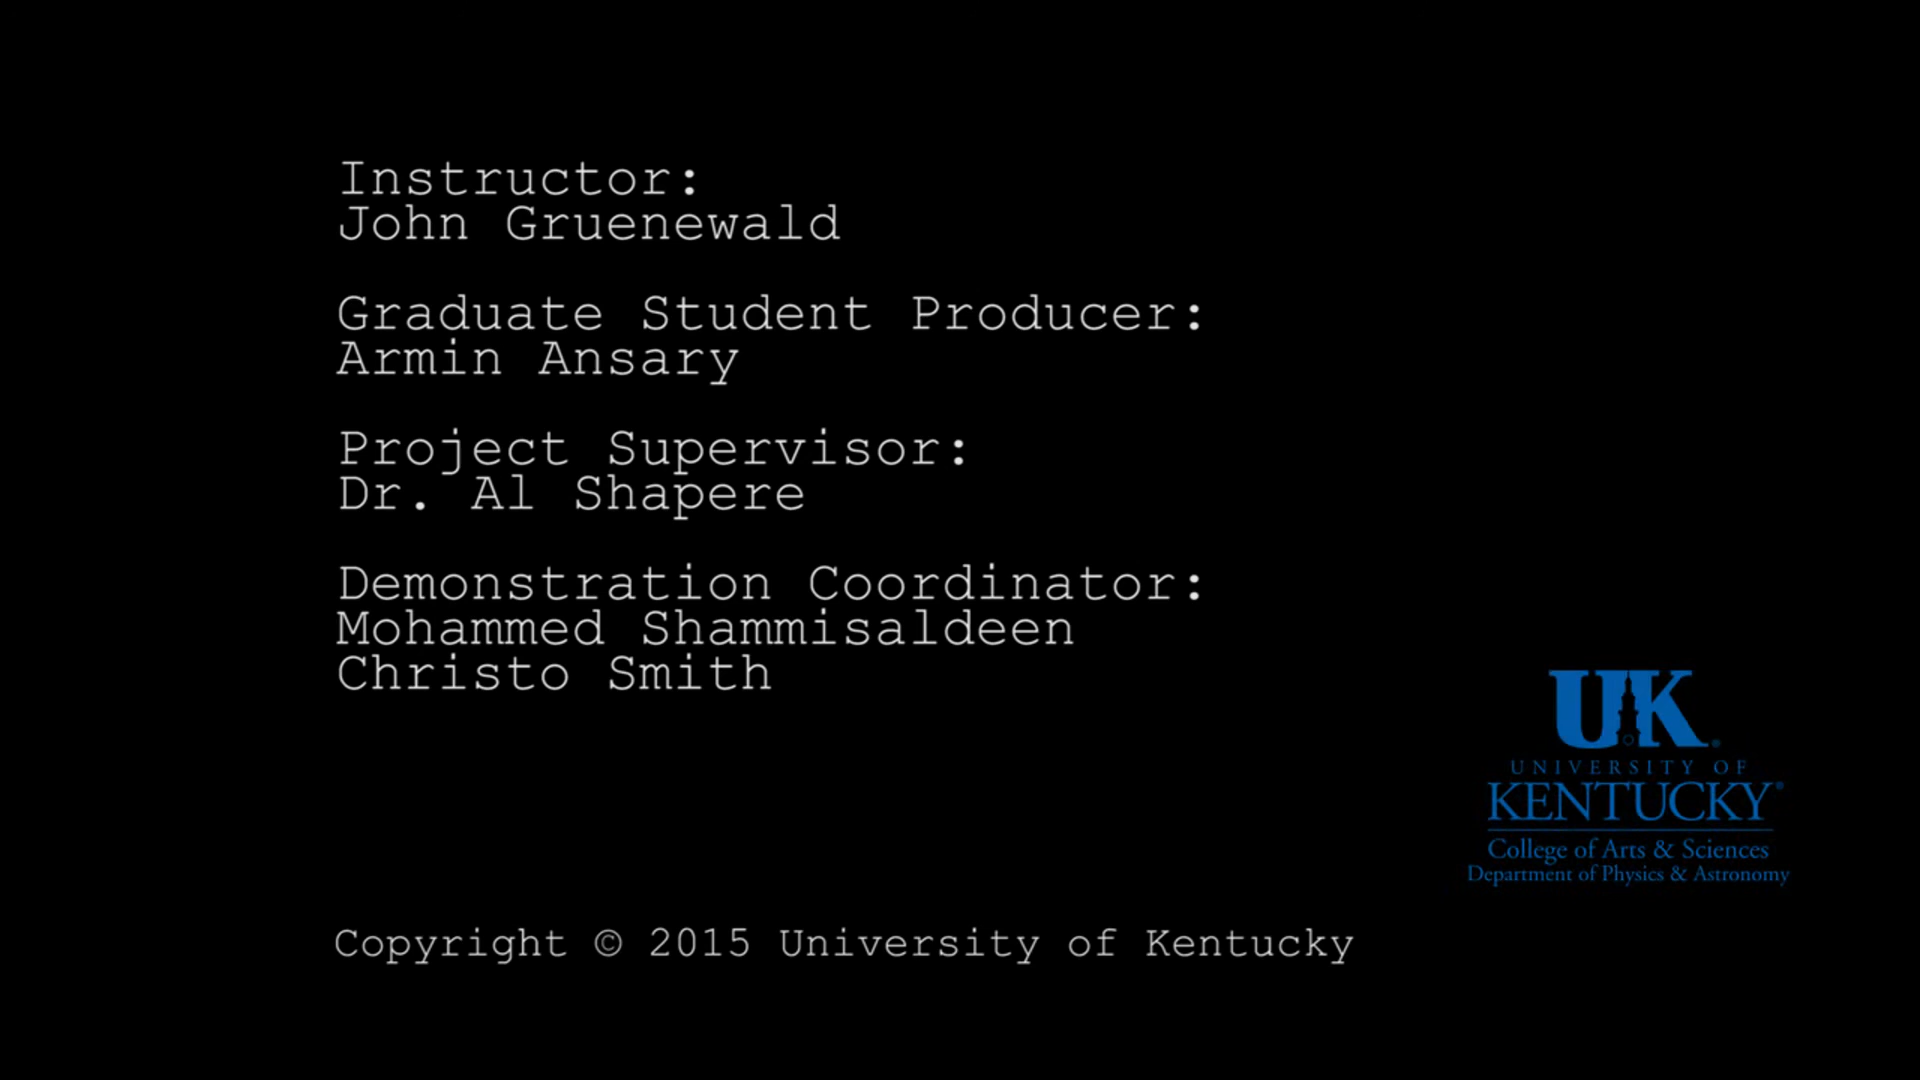 Instructor:
John Gruenewald
Graduate Student Producer:
Armin Ansary
Project Supervisor:
Dr. Al Shapere
Demonstration Coordinator:
Mohammed Shammisaldeen
Christo Smith
UK®
UNIVERSITY OF
KENTUCKY®
College of Arts & Sciences
Department of Physics & Astronomy
Copyright © 2015 University of Kentucky